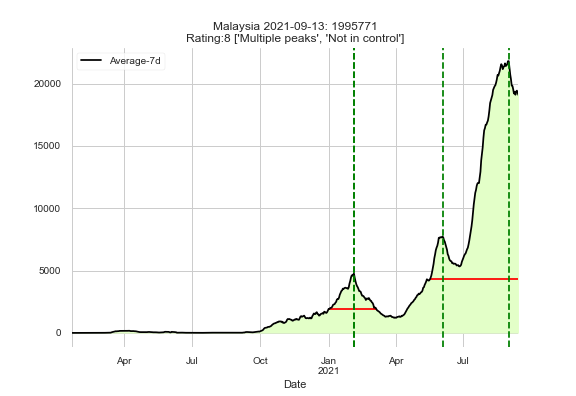 Malaysia 2021-09-13: 1995771
Rating:8 ['Multiple peaks', 'Not in control']
Average-7d
20000
15000
10000
5000
0
Apr
Jul
Oct
Jan
2021
Apr
Jul
Date